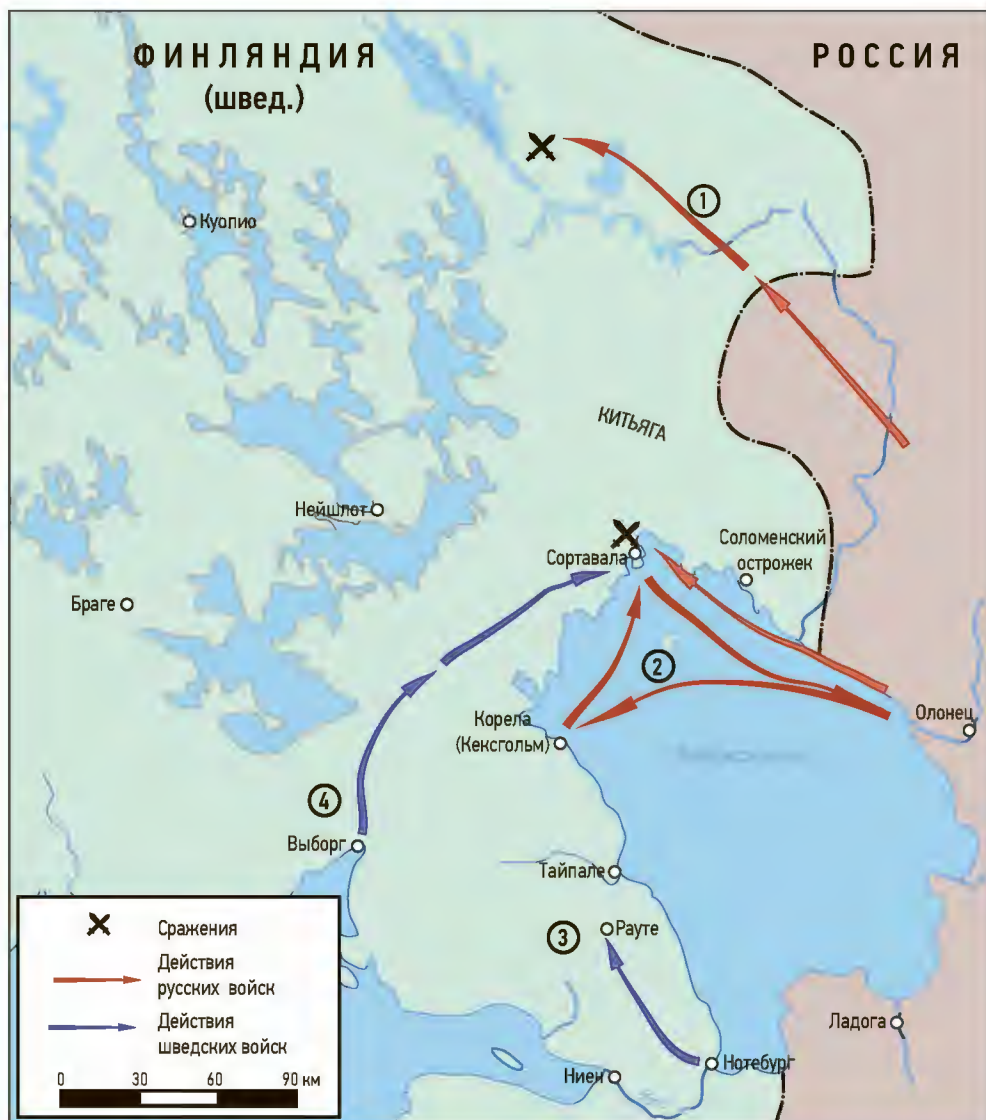 ФИНЛЯНДИЯ
(швед.)
РОССИЯ
1
Куопио
КИТЬЯГА
Нейшлот
Сортавала
Соломенский
острожек
Браге
2
Корела
(Кексгольм)
Олонец
4
Выборг
Тайпале
3
Рауте
Ладога
Нотебург
Ниен
Сражения
Действия
русских войск
Действия
шведских войск
0 30 60 90 км